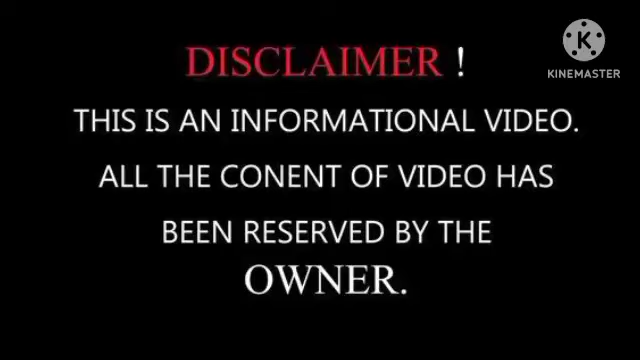 DISCLAIMER !
KINEMASTER
THIS IS AN INFORMATIONAL VIDEO.
ALL THE CONENT OF VIDEO HAS
BEEN RESERVED BY THE
OWNER.